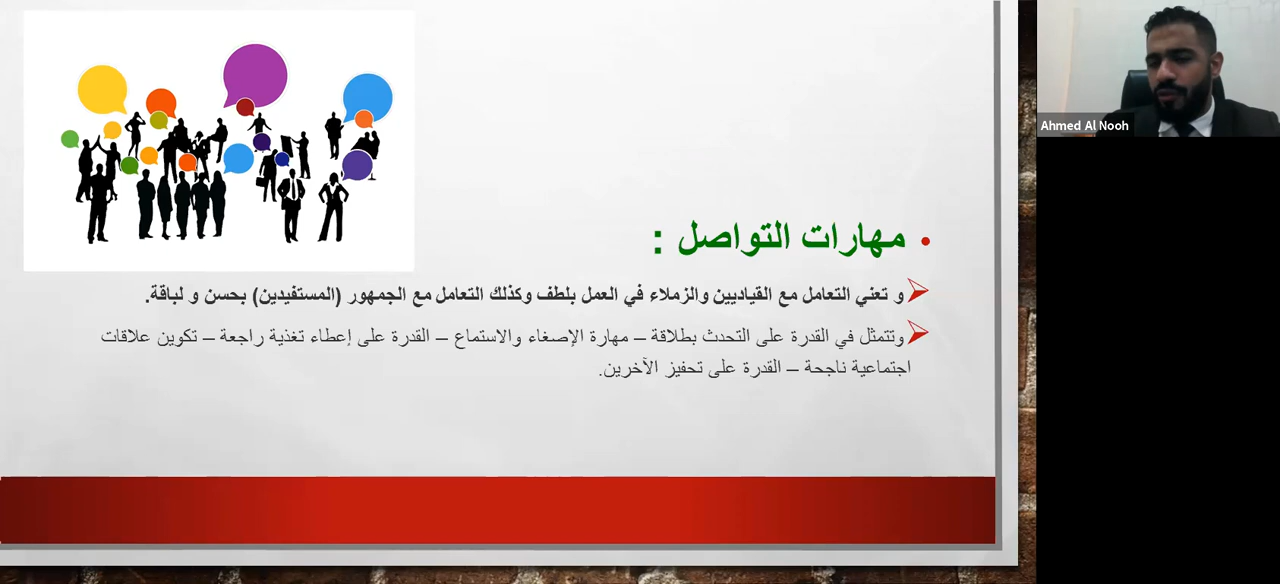 مهارات التواصل :
و تعني التعامل مع القياديين والزملاء في العمل بلطف وكذلك التعامل مع الجمهور (المستفيدين) بحسن و لباقة.
وتتمثل في القدرة على التحدث بطلاقة – مهارة الإصغاء والاستماع – القدرة على إعطاء تغذية راجعة – تكوين علاقات
اجتماعية ناجحة – القدرة على تحفيز الآخرين.
Ahmed Al Nooh